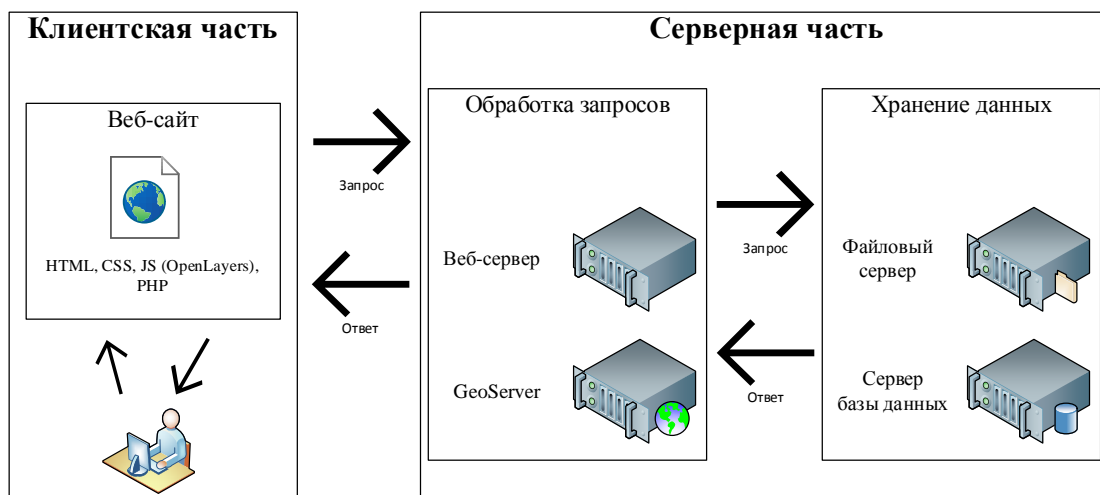 Клиентская часть
Веб-сайт
HTML, CSS, JS (OpenLayers),
PHP
Запрос
Ответ
Серверная часть
Обработка запросов
Веб-сервер
GeoServer
Запрос
Ответ
Хранение данных
Файловый
сервер
Сервер
базы данных